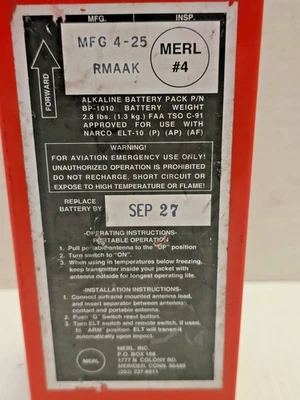 MFG. INSP.
MFG 4-25
RMAAK
MERL
#4
FORWARD
ALKALINE BATTERY PACK P/N
BP-1010 BATTERY WEIGHT
2.8 lbs. (1.3 kg.) FAA TSO C-91
APPROVED FOR USE WITH
NARCO ELT-10 (P) (AP) (AF)
WARNING!
FOR AVIATION EMERGENCY USE ONLY!
UNAUTHORIZED OPERATION IS PROHIBITED
DO NOT RECHARGE, SHORT CIRCUIT OR
EXPOSE TO HIGH TEMPERATURE OR FLAME!
REPLACE
BATTERY BY
SEP 27
-OPERATING INSTRUCTIONS-
PORTABLE OPERATION
1. Pull portable antenna to the "UP" position
2. Turn switch to "ON".
3. When using in temperatures below freezing,
keep transmitter inside your jacket with
antenna outside for longest operating life.
-INSTALLATION INSTRUCTIONS-
1. Connect airframe mounted antenna lead,
and insert separator between antenna
contact and portable antenna.
2. Push "G" Switch reset button.
3. Turn ELT switch and remote switch, if used,
to "ARM" position. ELT will transmit
automatically upon impact.
MERL
MERL, INC.
P.O. BOX 188
1777 N. COLONY RD.
MERIDEN, CONN. 06450